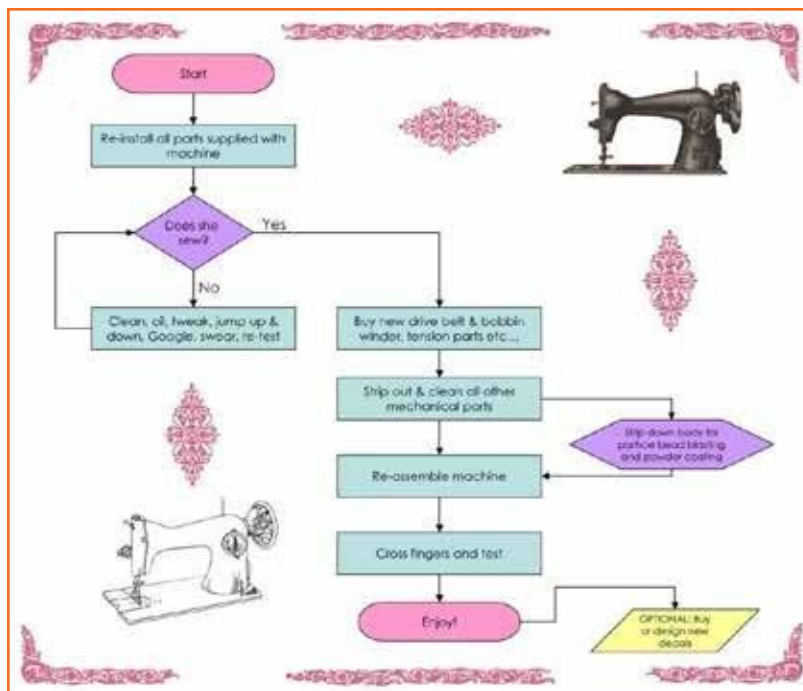 Start
Re-install all parts supplied with
machine
Does she
sew?
Yes
No
Clean, oil, tweak, jump up &
down, Google, swear, re-test
Buy new drive belt & bobbin
winder, tension parts etc....
Strip out & clean all other
mechanical parts
Strip down body for
particle bead blasting
and powder coating
Re-assemble machine
Cross fingers and test
Enjoy!
OPTIONAL: Buy
or design new
decals